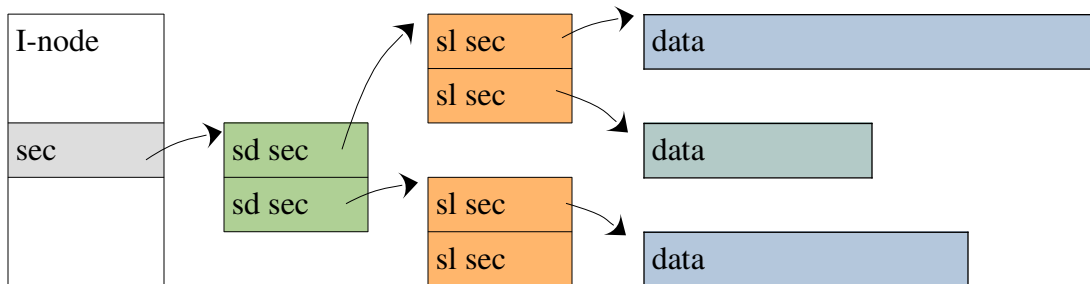 I-node
sl sec
data
sl sec
sec
sd sec
data
sd sec
sl sec
sl sec
data